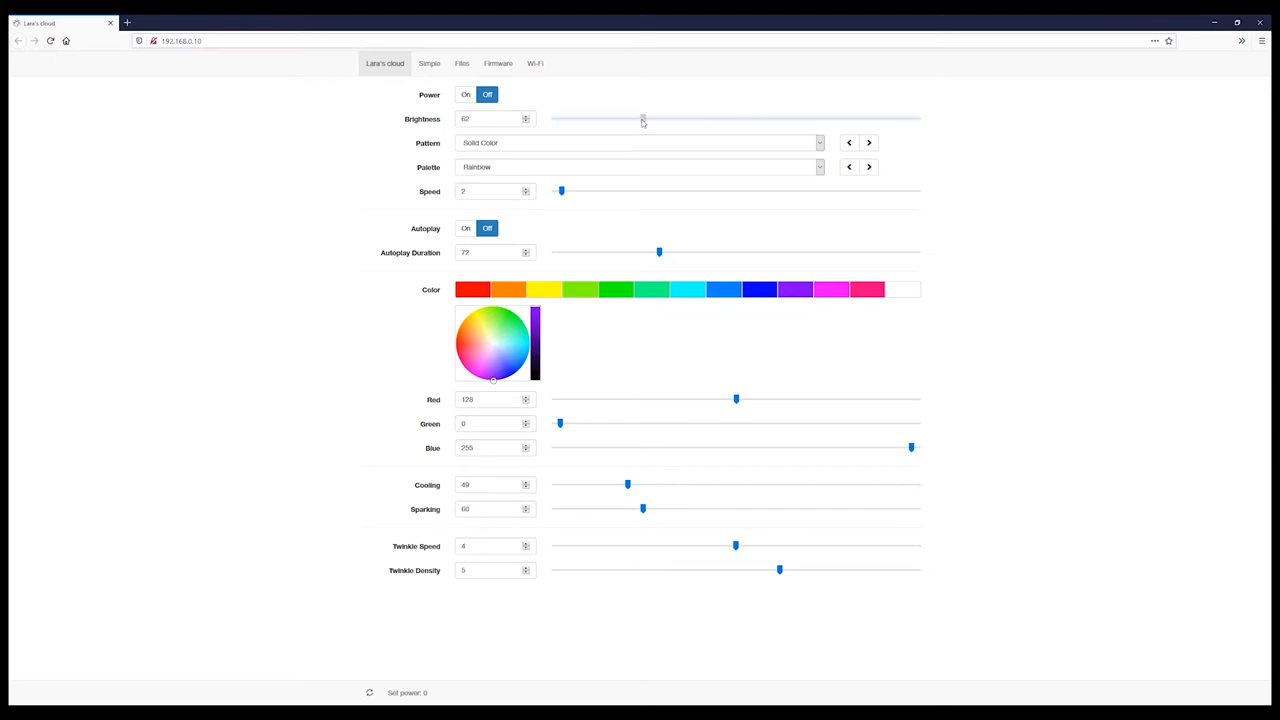 Lara's cloud
192.168.0.10
Lara's cloud Simple Files Firmware Wi-Fi
Power On Off
Brightness 62
Pattern Solid Color
Palette Rainbow
Speed 2
Autoplay On Off
Autoplay Duration 72
Color
Red 128
Green 0
Blue 255
Cooling 49
Sparking 60
Twinkle Speed 4
Twinkle Density 5
Set power: 0